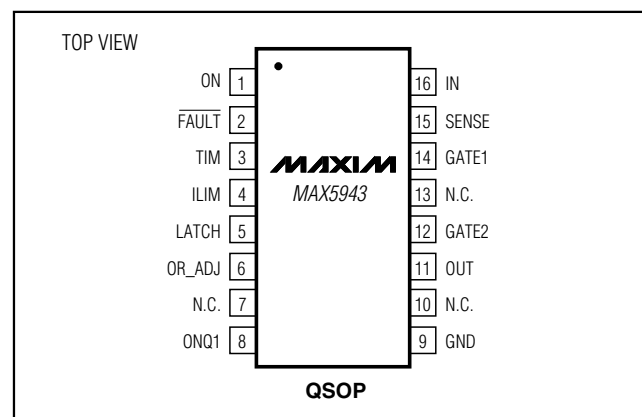 TOP VIEW
ON 1
FAULT 2
TIM 3
ILIM 4
LATCH 5
OR_ADJ 6
N.C. 7
ONQ1 8
MAXIM
MAX5943
16 IN
15 SENSE
14 GATE1
13 N.C.
12 GATE2
11 OUT
10 N.C.
9 GND
QSOP